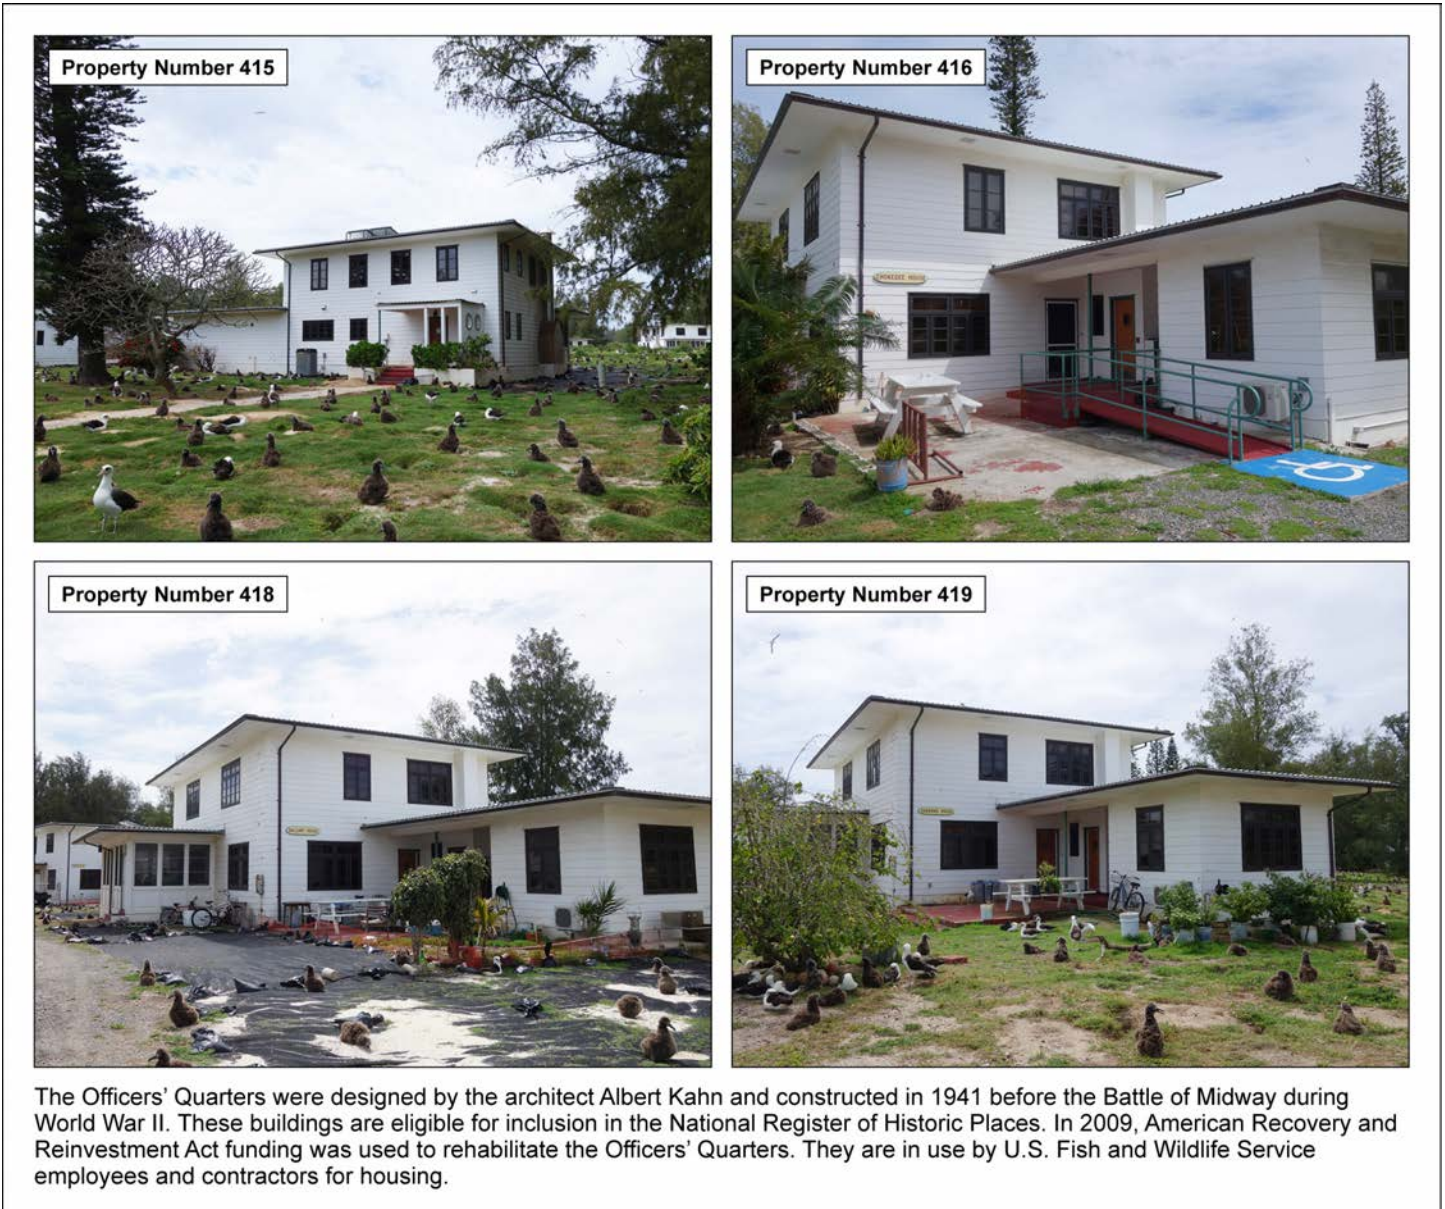 Property Number 415
Property Number 416
Property Number 418
Property Number 419
The Officers' Quarters were designed by the architect Albert Kahn and constructed in 1941 before the Battle of Midway during
World War II. These buildings are eligible for inclusion in the National Register of Historic Places. In 2009, American Recovery and
Reinvestment Act funding was used to rehabilitate the Officers' Quarters. They are in use by U.S. Fish and Wildlife Service
employees and contractors for housing.